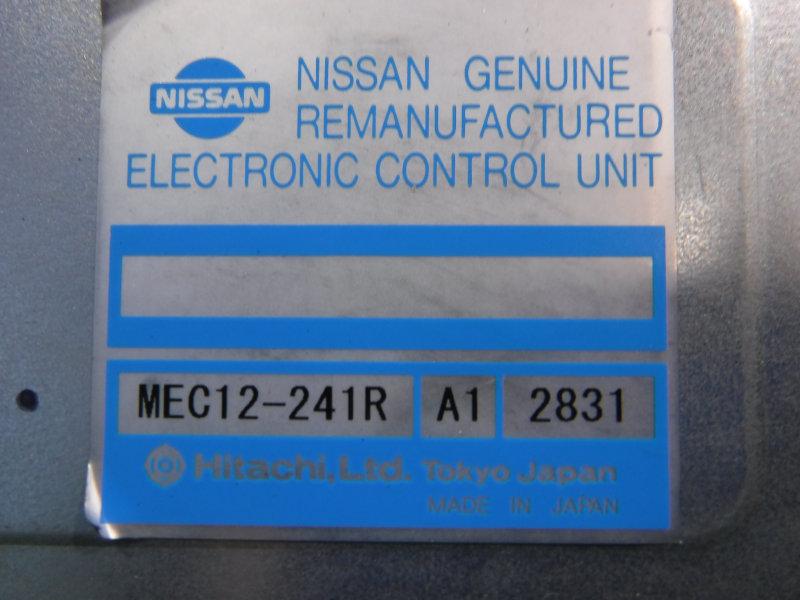 NISSAN
NISSAN GENUINE
REMANUFACTURED
ELECTRONIC CONTROL UNIT
MEC12-241R A1 2831
Hitachi,Ltd. Tokyo Japan
MADE IN JAPAN